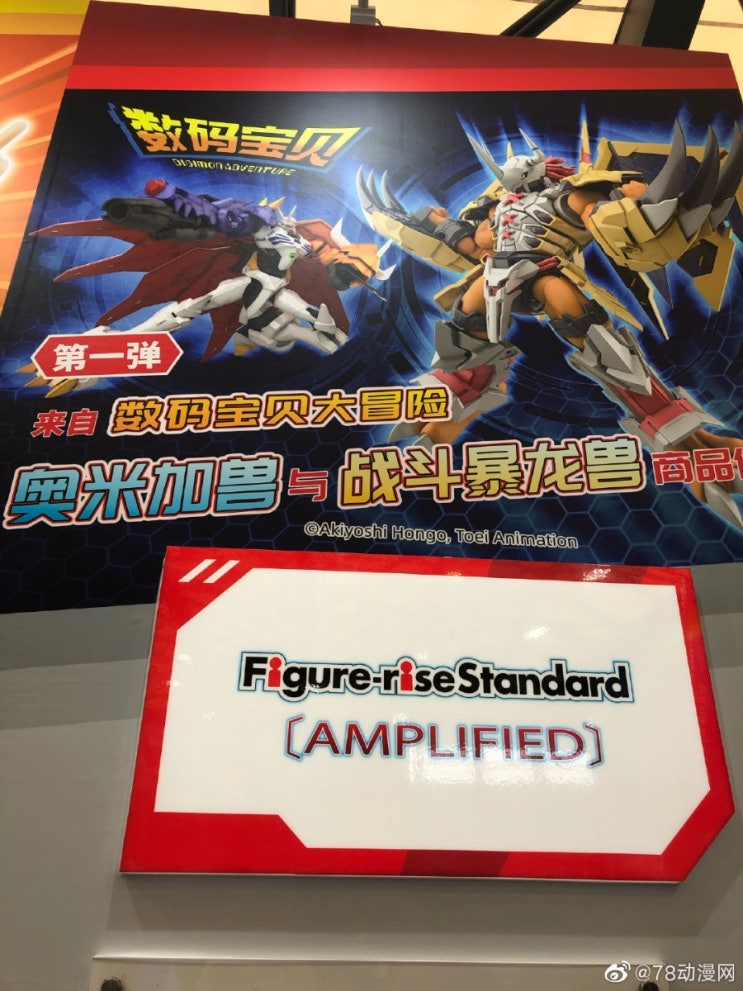 数码宝贝
DIGIMON ADVENTURE
第一弹
来自 数码宝贝大冒险
奥米加兽与战斗暴龙兽商品
©Akiyoshi Hongo, Toei Animation
Figure-riseStandard
[AMPLIFIED]
@78动漫网